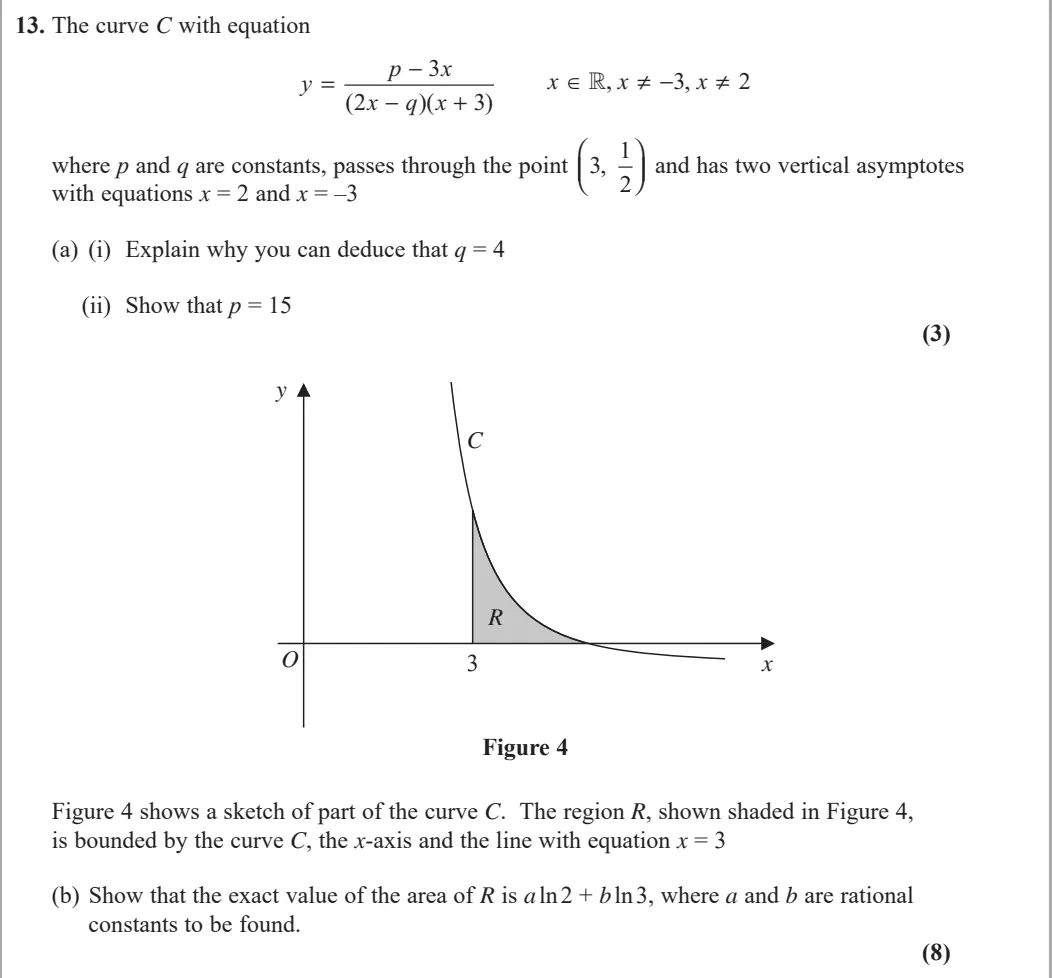 13. The curve C with equation
y = \frac{p − 3x}{(2x − q)(x + 3)}    x ∈ ℝ, x ≠ −3, x ≠ 2
where p and q are constants, passes through the point (3, \frac{1}{2}) and has two vertical asymptotes
with equations x = 2 and x = –3
(a) (i) Explain why you can deduce that q = 4
(ii) Show that p = 15
(3)
y
C
R
O
3
x
Figure 4
Figure 4 shows a sketch of part of the curve C. The region R, shown shaded in Figure 4,
is bounded by the curve C, the x-axis and the line with equation x = 3
(b) Show that the exact value of the area of R is a ln 2 + b ln 3, where a and b are rational
constants to be found.
(8)